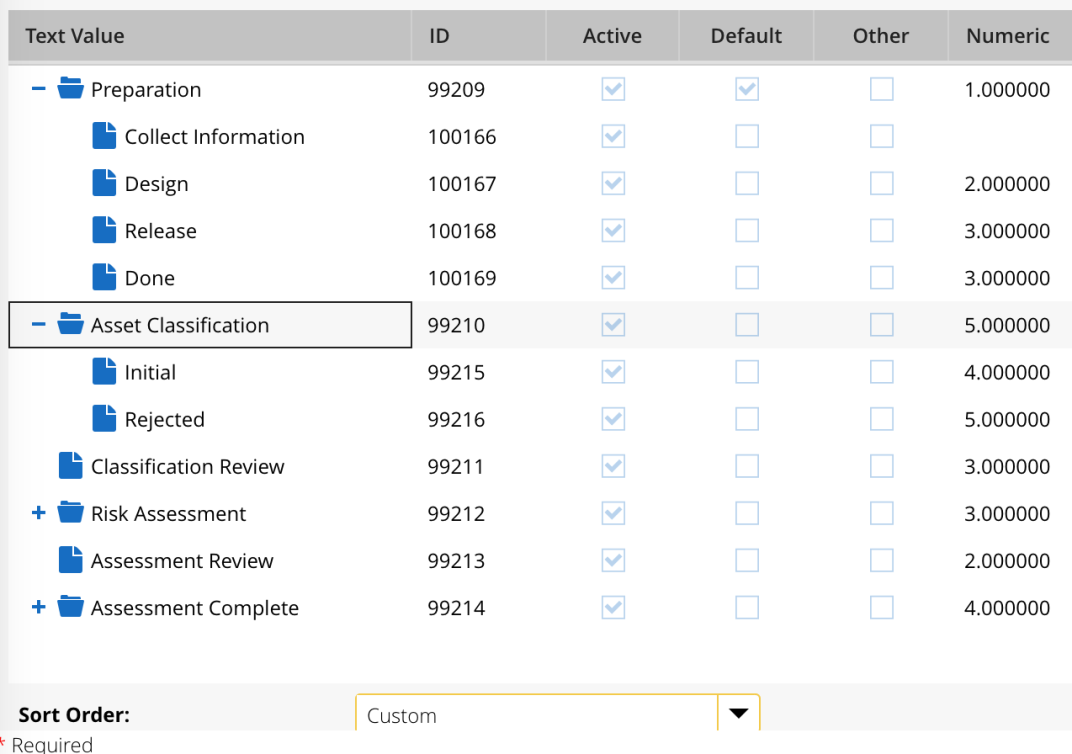 Text Value ID Active Default Other Numeric
Preparation 99209 1.000000
Collect Information 100166
Design 100167 2.000000
Release 100168 3.000000
Done 100169 3.000000
Asset Classification 99210 5.000000
Initial 99215 4.000000
Rejected 99216 5.000000
Classification Review 99211 3.000000
Risk Assessment 99212 3.000000
Assessment Review 99213 2.000000
Assessment Complete 99214 4.000000
Sort Order: Custom
* Required